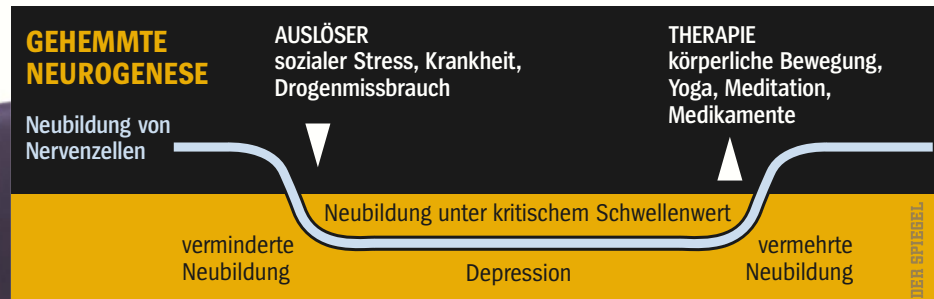 GEHEMMTE
NEUROGENESE
Neubildung von
Nervenzellen
AUSLÖSER
sozialer Stress, Krankheit,
Drogenmissbrauch
THERAPIE
körperliche Bewegung,
Yoga, Meditation,
Medikamente
Neubildung unter kritischem Schwellenwert
verminderte
Neubildung
Depression
vermehrte
Neubildung
DER SPIEGEL